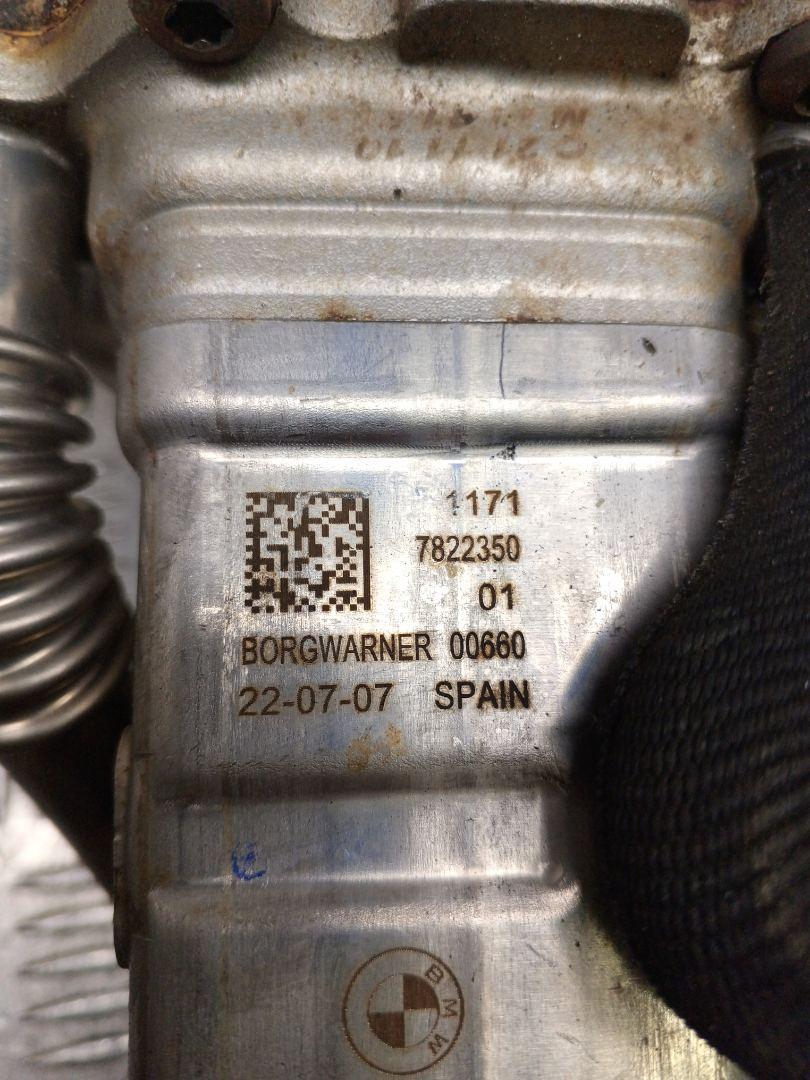 1171
7822350
01
BORGWARNER 00660
22-07-07 SPAIN
BMW